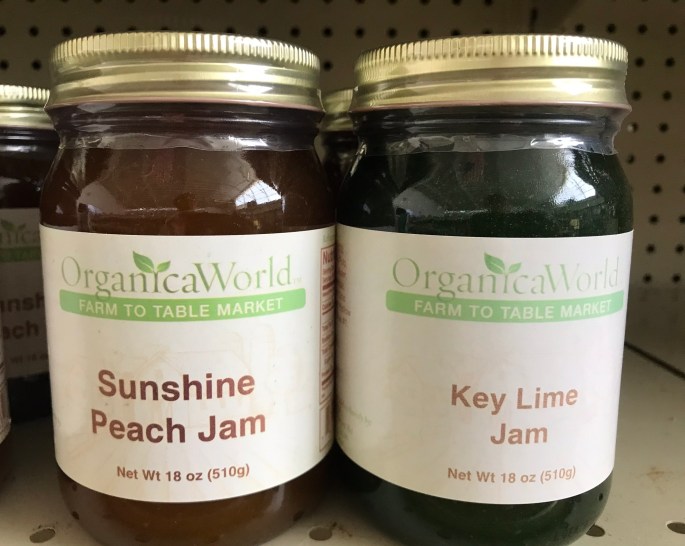 OrganicaWorld
FARM TO TABLE MARKET
Sunshine
Peach Jam
Net Wt 18 oz (510g)
OrganicaWorld
FARM TO TABLE MARKET
Key Lime
Jam
Net Wt 18 oz (510g)